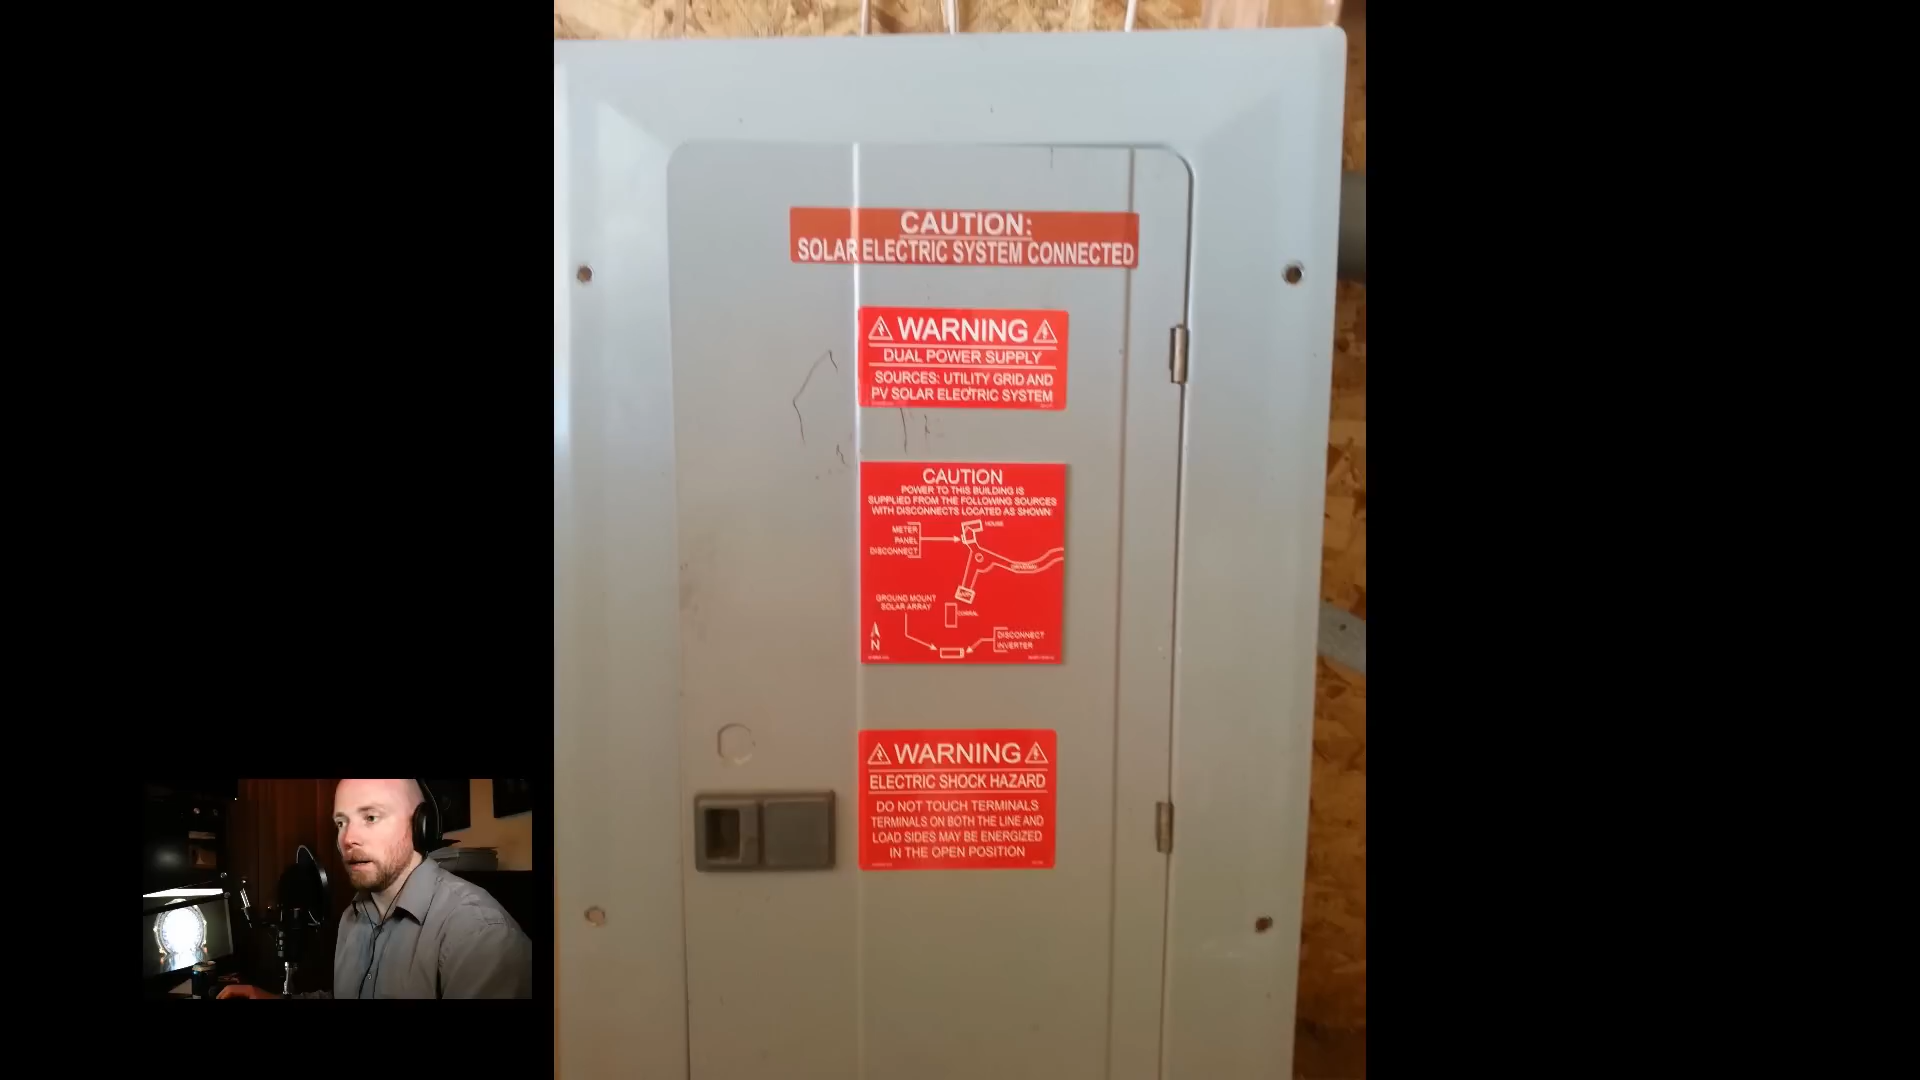 CAUTION:
SOLAR ELECTRIC SYSTEM CONNECTED
WARNING
DUAL POWER SUPPLY
SOURCES: UTILITY GRID AND
PV SOLAR ELECTRIC SYSTEM
CAUTION
POWER TO THIS BUILDING IS
SUPPLIED FROM THE FOLLOWING SOURCES
WITH DISCONNECTS LOCATED AS SHOWN:
HOUSE
METER
PANEL
DISCONNECT
DRIVEWAY
GROUND MOUNT
SOLAR ARRAY
CORRAL
N
DISCONNECT
INVERTER
WARNING
ELECTRIC SHOCK HAZARD
DO NOT TOUCH TERMINALS
TERMINALS ON BOTH THE LINE AND
LOAD SIDES MAY BE ENERGIZED
IN THE OPEN POSITION